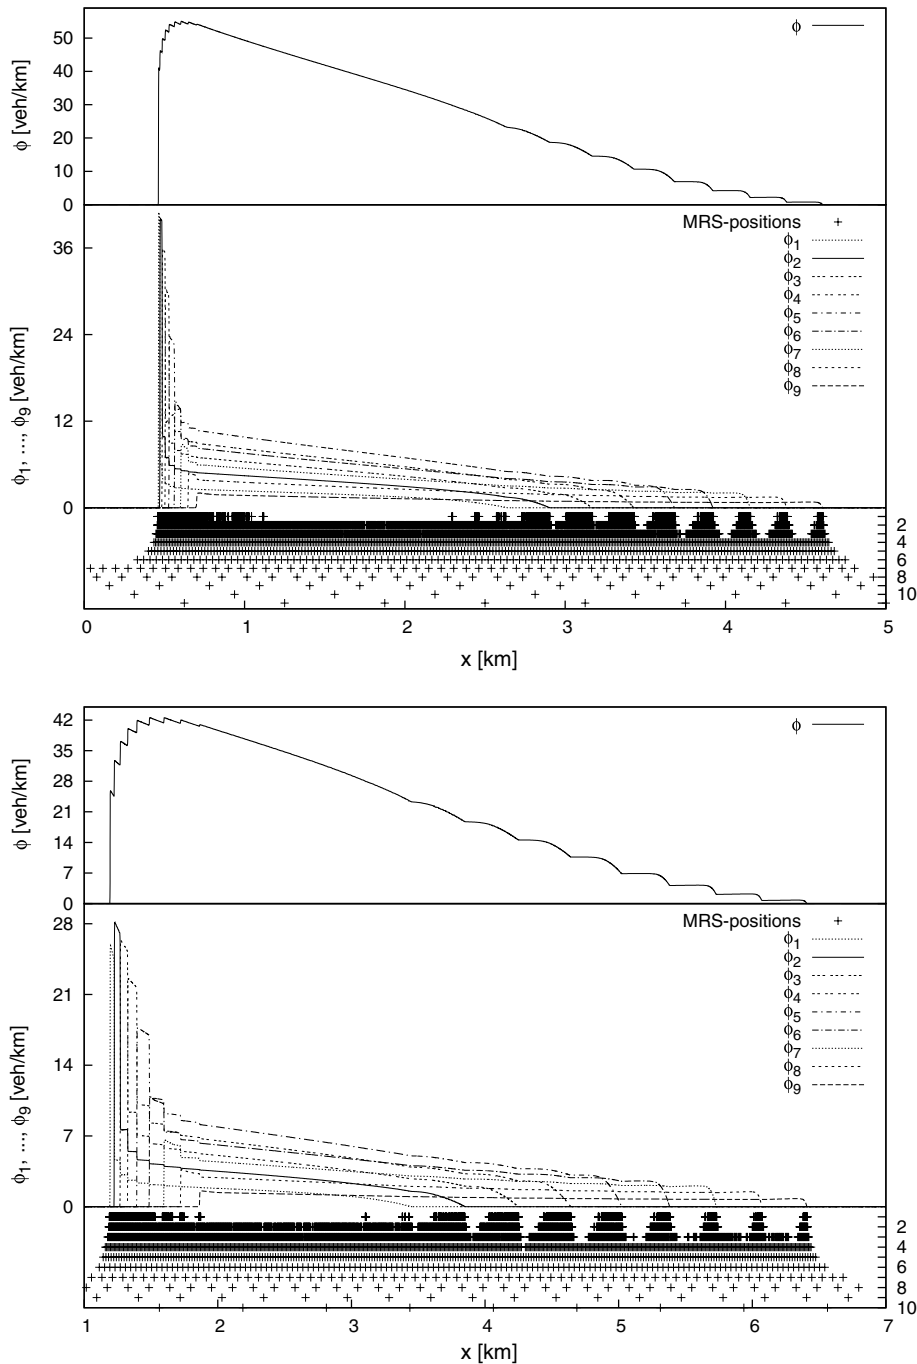 50
40
30
20
10
0
ϕ [veh/km]
ϕ
36
24
12
0
ϕ1, ..., ϕ9 [veh/km]
MRS-positions
ϕ1
ϕ2
ϕ3
ϕ4
ϕ5
ϕ6
ϕ7
ϕ8
ϕ9
2
4
6
8
10
0 1 2 3 4 5
x [km]
42
35
28
21
14
7
0
ϕ [veh/km]
ϕ
28
21
14
7
0
ϕ1, ..., ϕ9 [veh/km]
MRS-positions
ϕ1
ϕ2
ϕ3
ϕ4
ϕ5
ϕ6
ϕ7
ϕ8
ϕ9
2
4
6
8
10
1 2 3 4 5 6 7
x [km]